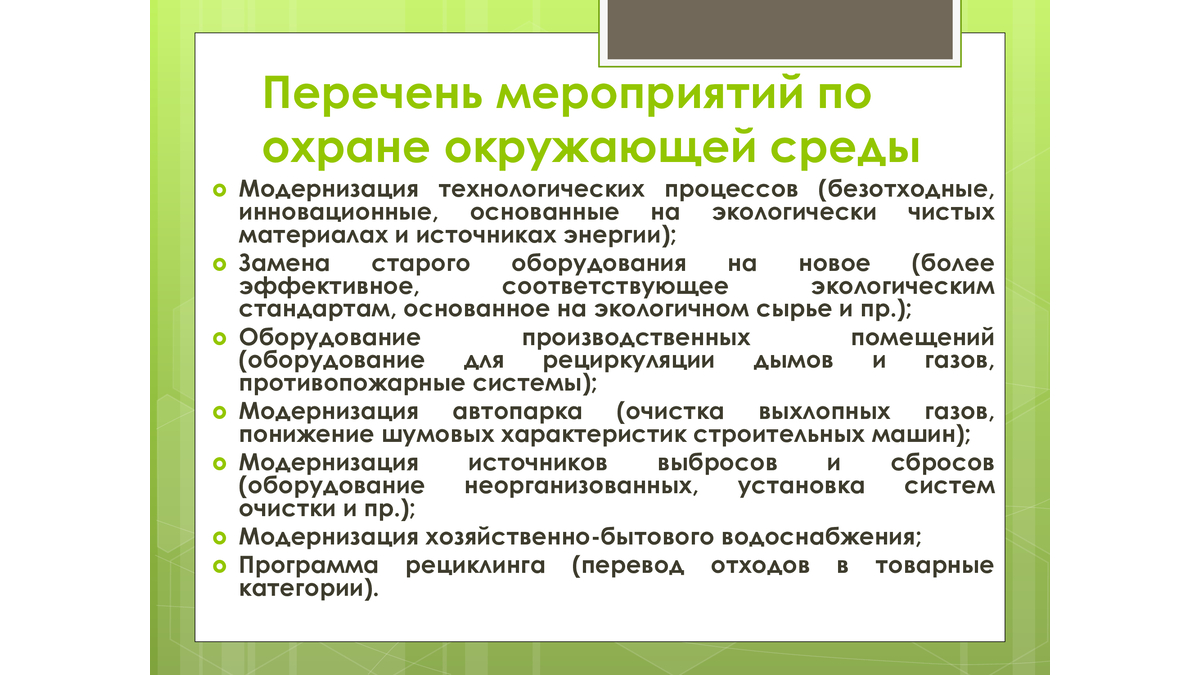 Перечень мероприятий по
охране окружающей среды
Модернизация технологических процессов (безотходные,
инновационные, основанные на экологически чистых
материалах и источниках энергии);
Замена старого оборудования на новое (более
эффективное, соответствующее экологическим
стандартам, основанное на экологичном сырье и пр.);
Оборудование производственных помещений
(оборудование для рециркуляции дымов и газов,
противопожарные системы);
Модернизация автопарка (очистка выхлопных газов,
понижение шумовых характеристик строительных машин);
Модернизация источников выбросов и сбросов
(оборудование неорганизованных, установка систем
очистки и пр.);
Модернизация хозяйственно-бытового водоснабжения;
Программа рециклинга (перевод отходов в товарные
категории).